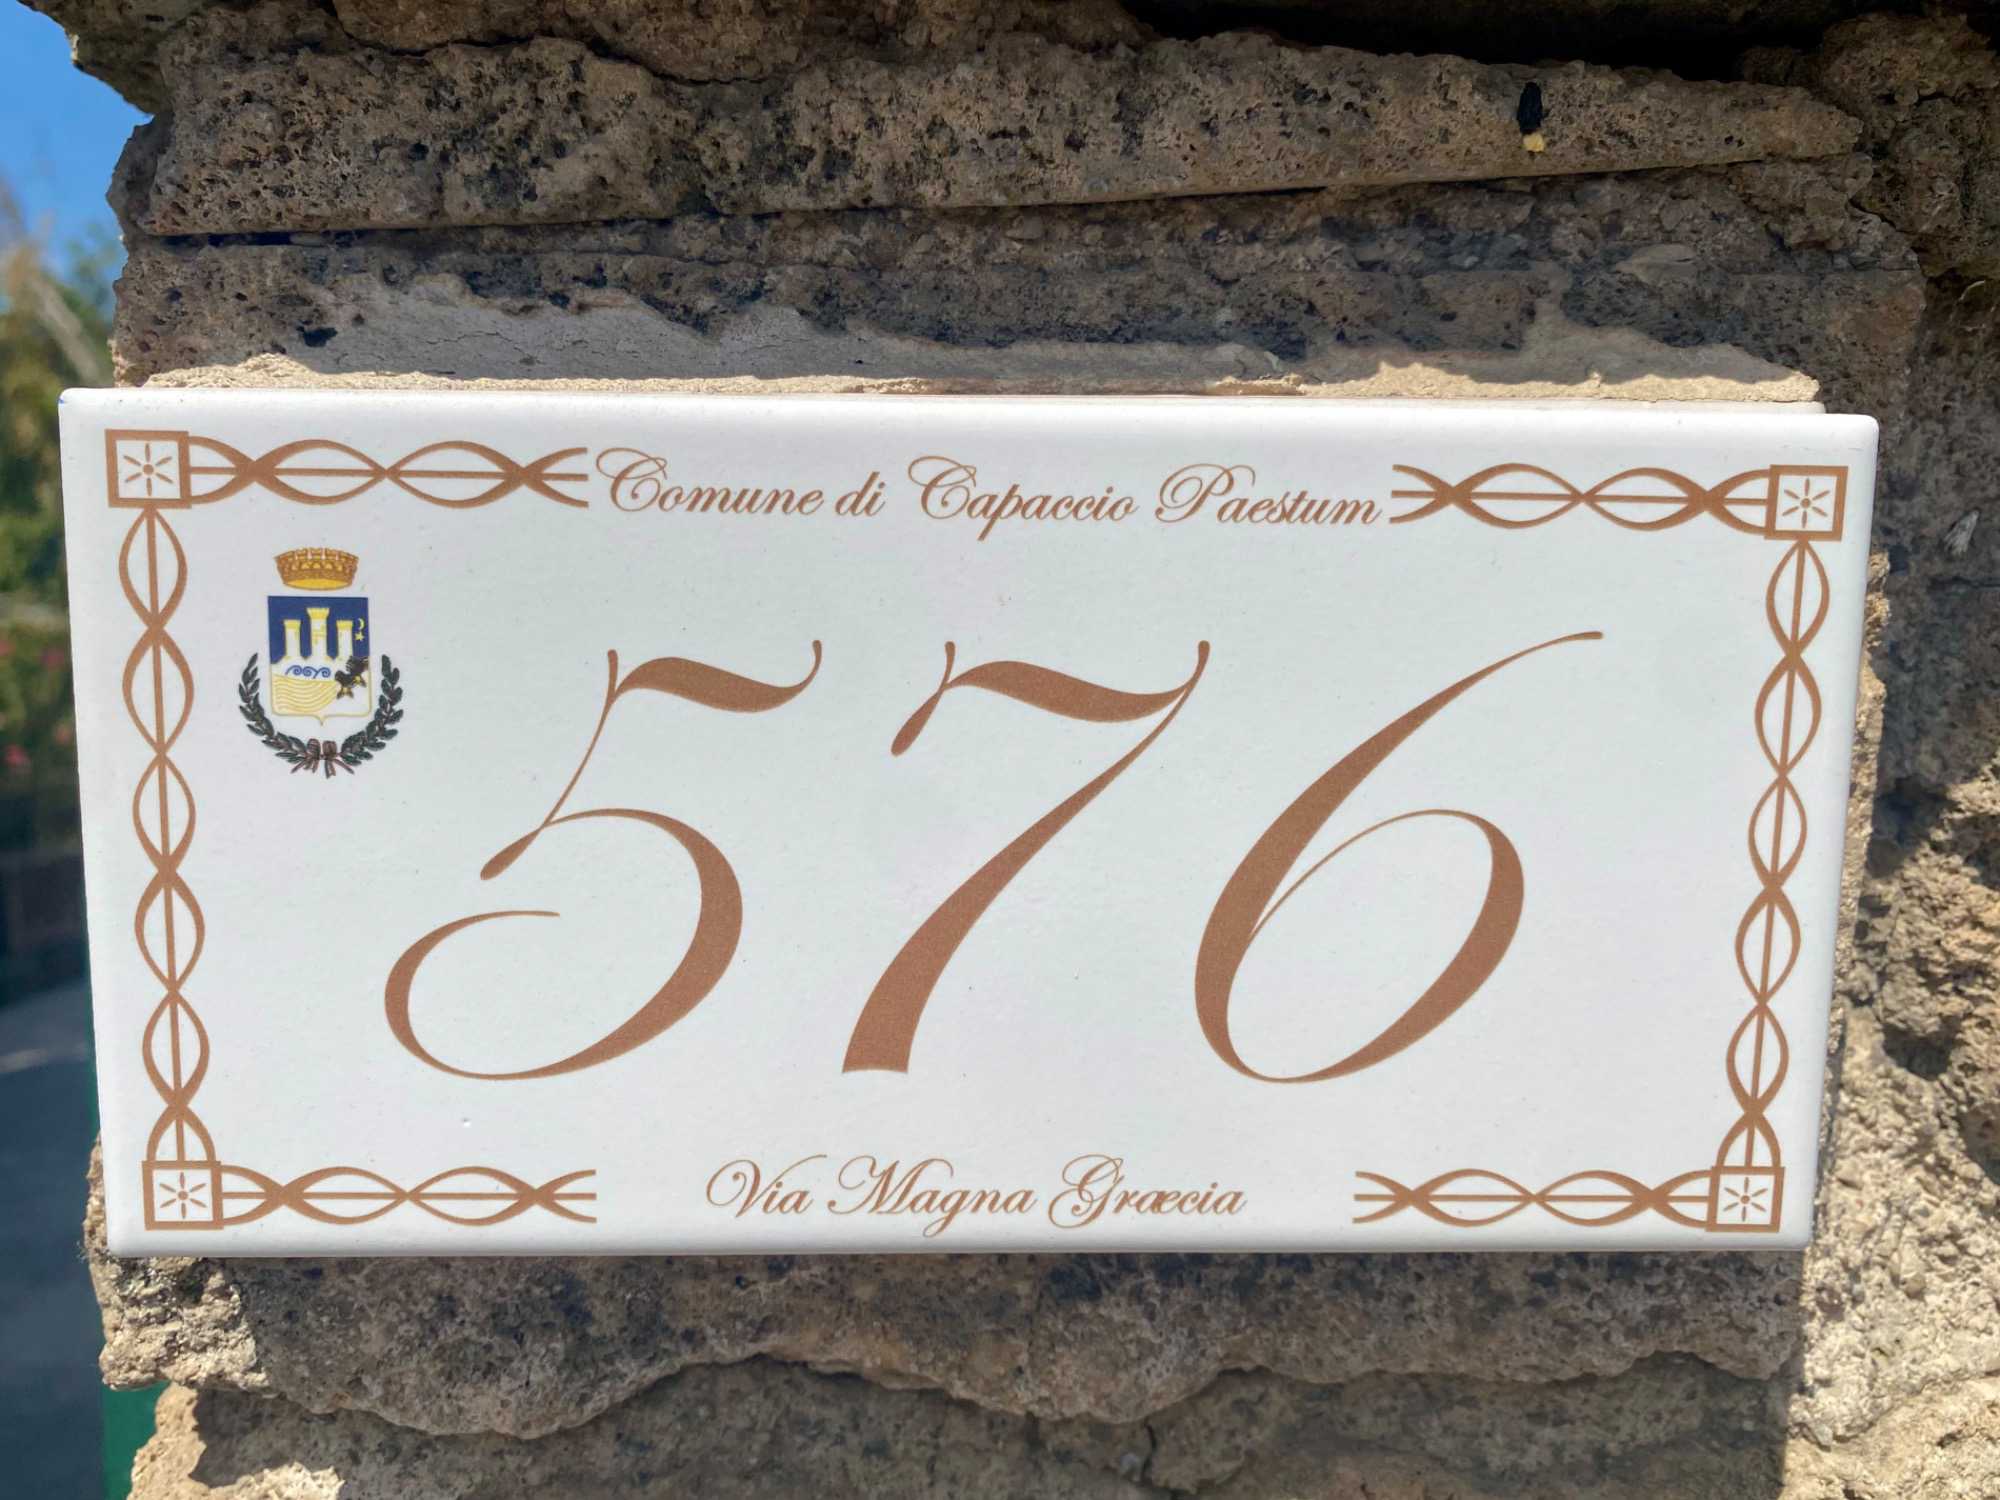 Comune di Capaccio Paestum
576
Via Magna Græcia